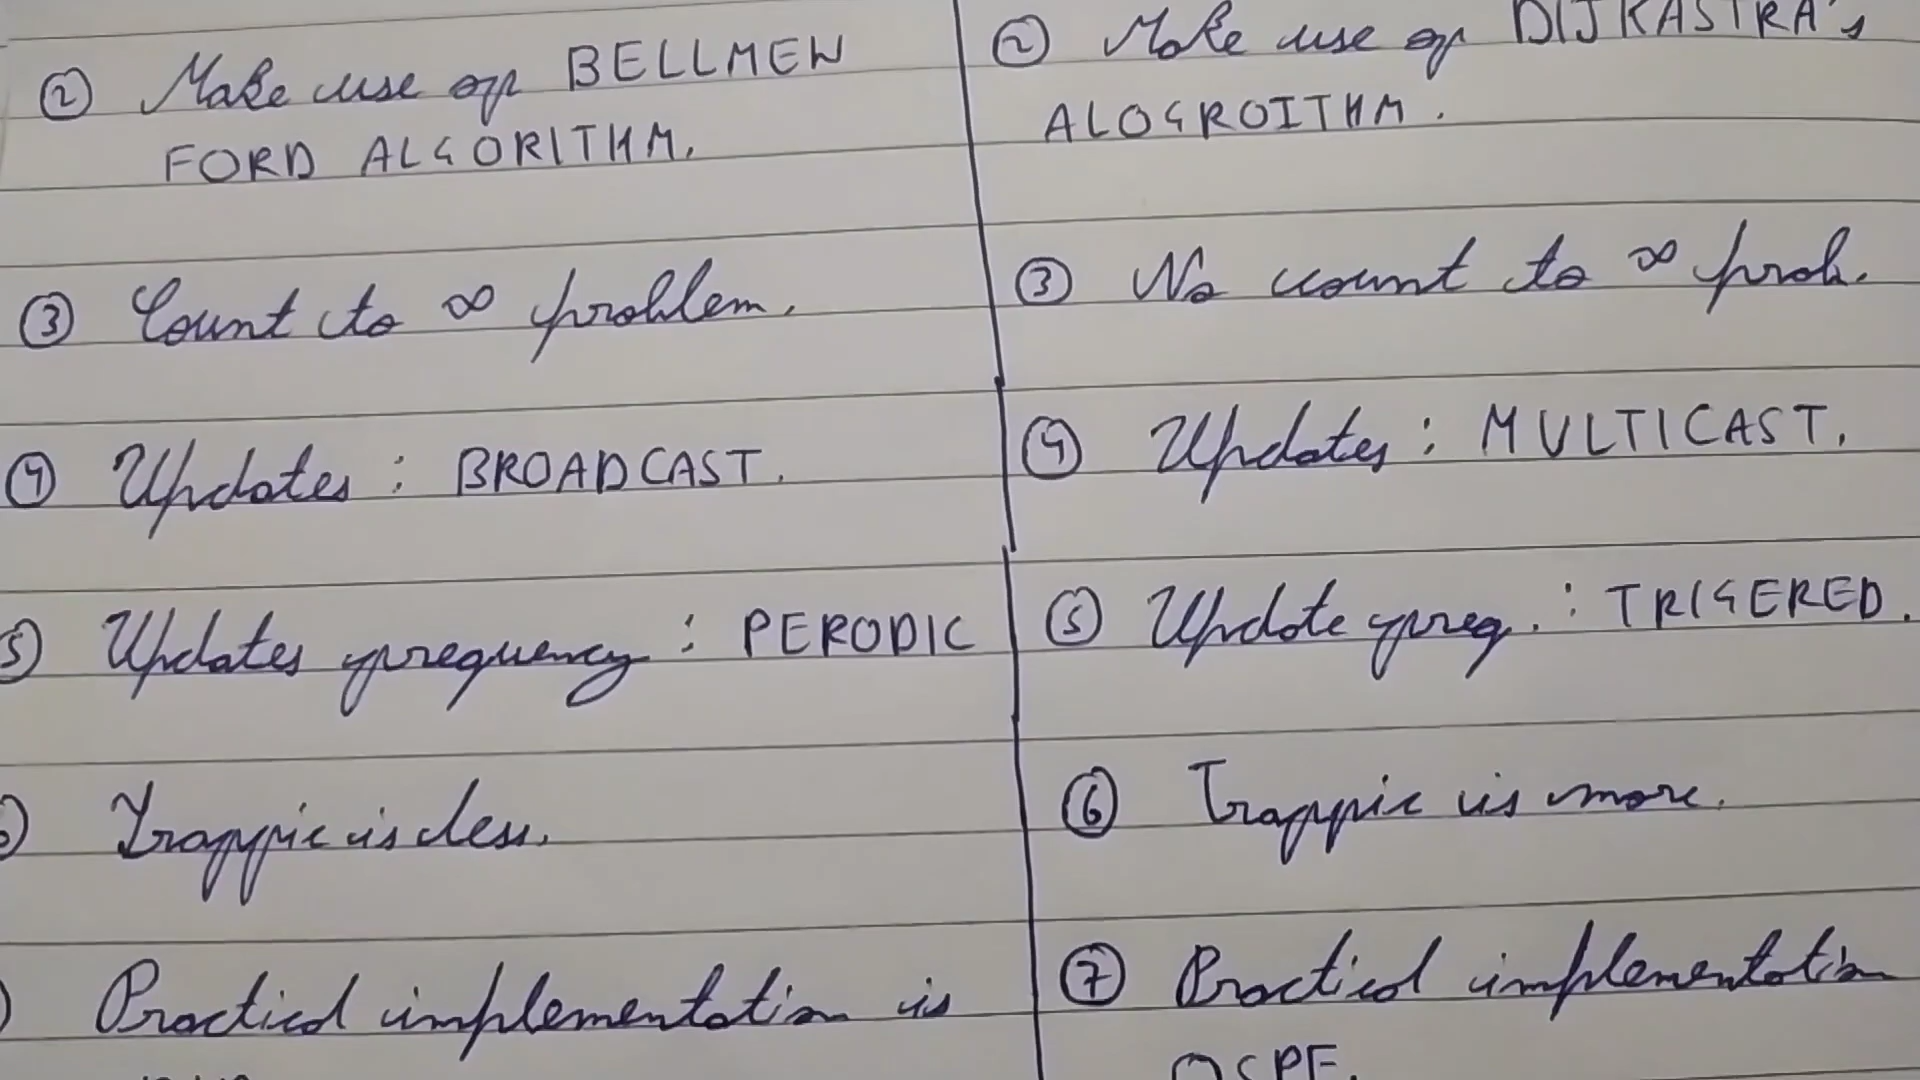 ② Make use of BELLMEN
FORD ALGORITHM.
③ Count to ∞ problem.
④ Updates : BROADCAST.
5) Updates frequency : PERODIC
Traffic is less.
Practical implementation is
② Make use of DIJKASTRA's
ALOGROITHM.
③ No count to ∞ prob.
④ Updates : MULTICAST.
⑤ Update freq. : TRIGERED.
⑥ Traffic is more.
⑦ Practical implementation
OSPF.